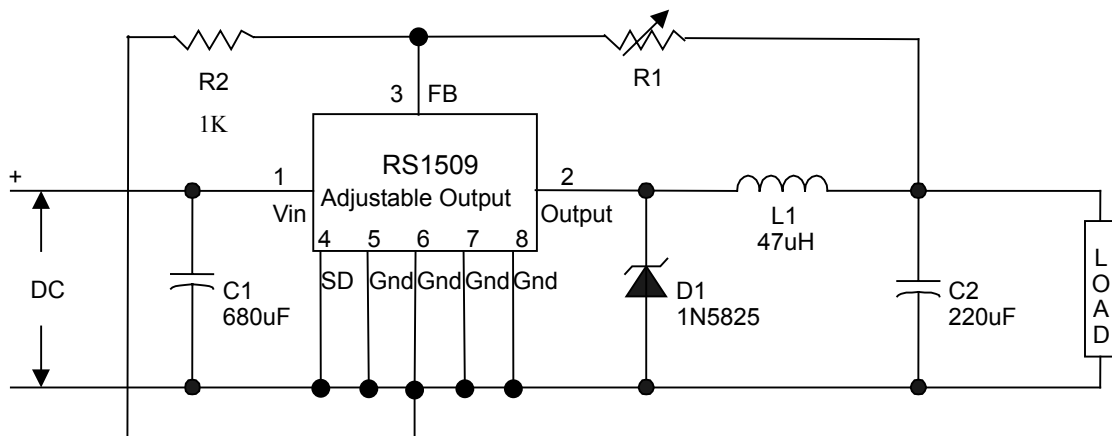 R2
1K
R1
3 FB
RS1509
Adjustable Output
+
1
Vin
2
Output
4 5 6 7 8
SD Gnd Gnd Gnd Gnd
L1
47uH
DC
C1
680uF
D1
1N5825
C2
220uF
LOAD